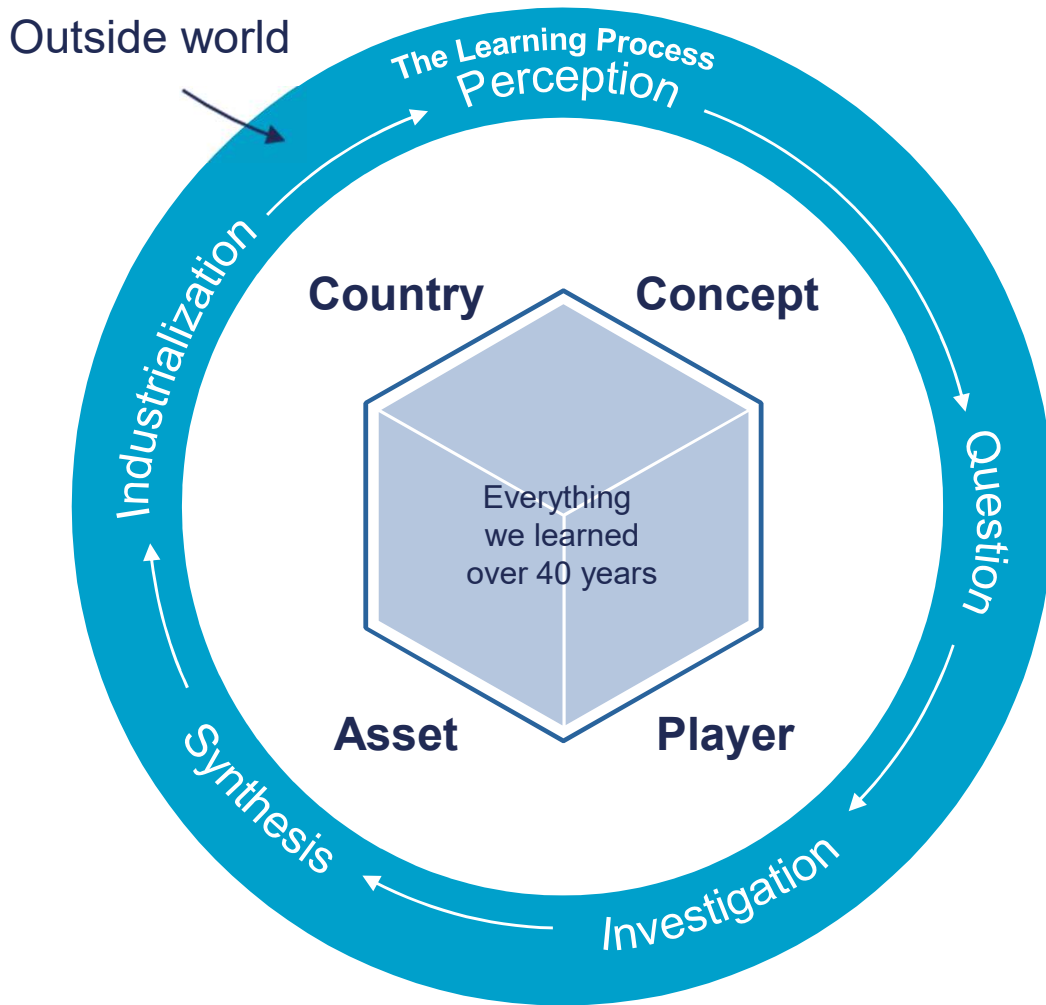 Outside world
The Learning Process
Perception
Question
Investigation
Synthesis
Industrialization
Country
Concept
Everything
we learned
over 40 years
Asset
Player